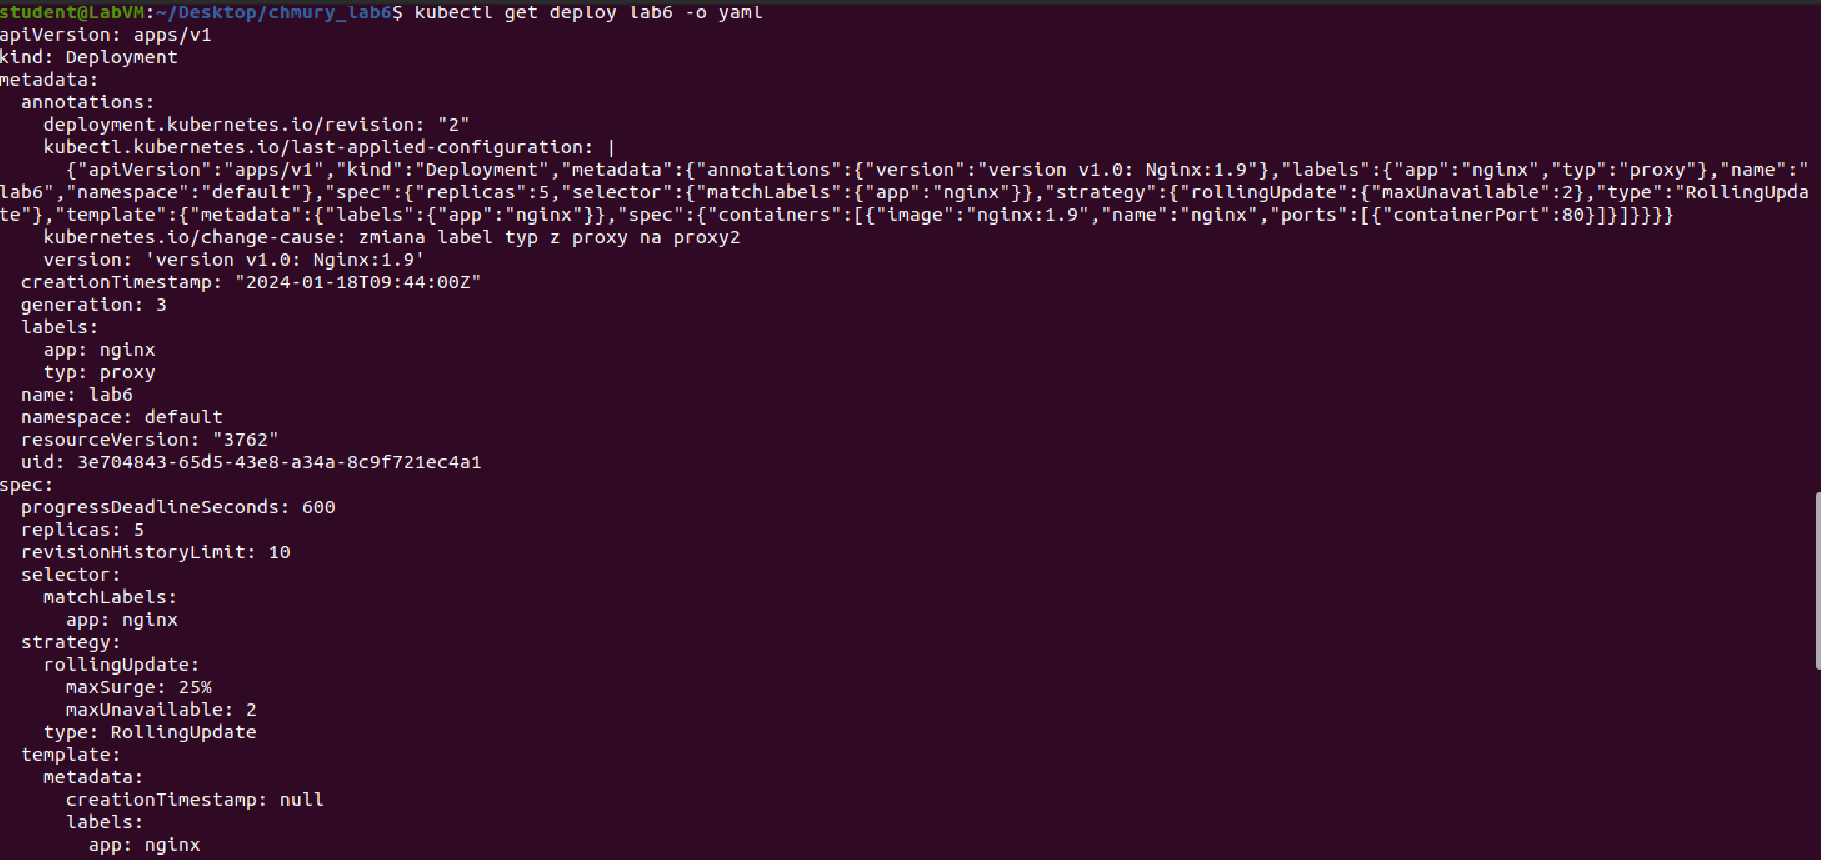 student@LabVM:~/Desktop/chmury_lab6$ kubectl get deploy lab6 -o yaml
apiVersion: apps/v1
kind: Deployment
metadata:
  annotations:
    deployment.kubernetes.io/revision: "2"
    kubectl.kubernetes.io/last-applied-configuration: |
      {"apiVersion":"apps/v1","kind":"Deployment","metadata":{"annotations":{"version":"version v1.0: Nginx:1.9"},"labels":{"app":"nginx","typ":"proxy"},"name":"
lab6","namespace":"default"},"spec":{"replicas":5,"selector":{"matchLabels":{"app":"nginx"}},"strategy":{"rollingUpdate":{"maxUnavailable":2},"type":"RollingUpda
te"},"template":{"metadata":{"labels":{"app":"nginx"}},"spec":{"containers":[{"image":"nginx:1.9","name":"nginx","ports":[{"containerPort":80}]}]}}}}
    kubernetes.io/change-cause: zmiana label typ z proxy na proxy2
    version: 'version v1.0: Nginx:1.9'
  creationTimestamp: "2024-01-18T09:44:00Z"
  generation: 3
  labels:
    app: nginx
    typ: proxy
  name: lab6
  namespace: default
  resourceVersion: "3762"
  uid: 3e704843-65d5-43e8-a34a-8c9f721ec4a1
spec:
  progressDeadlineSeconds: 600
  replicas: 5
  revisionHistoryLimit: 10
  selector:
    matchLabels:
      app: nginx
  strategy:
    rollingUpdate:
      maxSurge: 25%
      maxUnavailable: 2
    type: RollingUpdate
  template:
    metadata:
      creationTimestamp: null
      labels:
        app: nginx